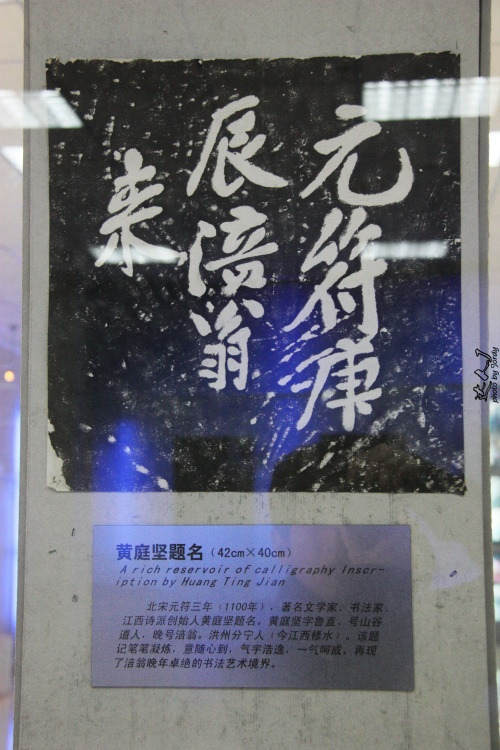 元符庚
辰涪翁
来
黄庭坚题名（42cm×40cm）
A rich reservoir of calligraphy Inscr-
iption by Huang Ting Jian
北宋元符三年（1100年），著名文学家、书法家、
江西诗派创始人黄庭坚题名。黄庭坚字鲁直，号山谷
道人，晚号涪翁。洪州分宁人（今江西修水）。该题
记笔笔凝炼，意随心到，气宇浩逸，一气呵成，再现
了涪翁晚年卓绝的书法艺术境界。
photo by Jordy